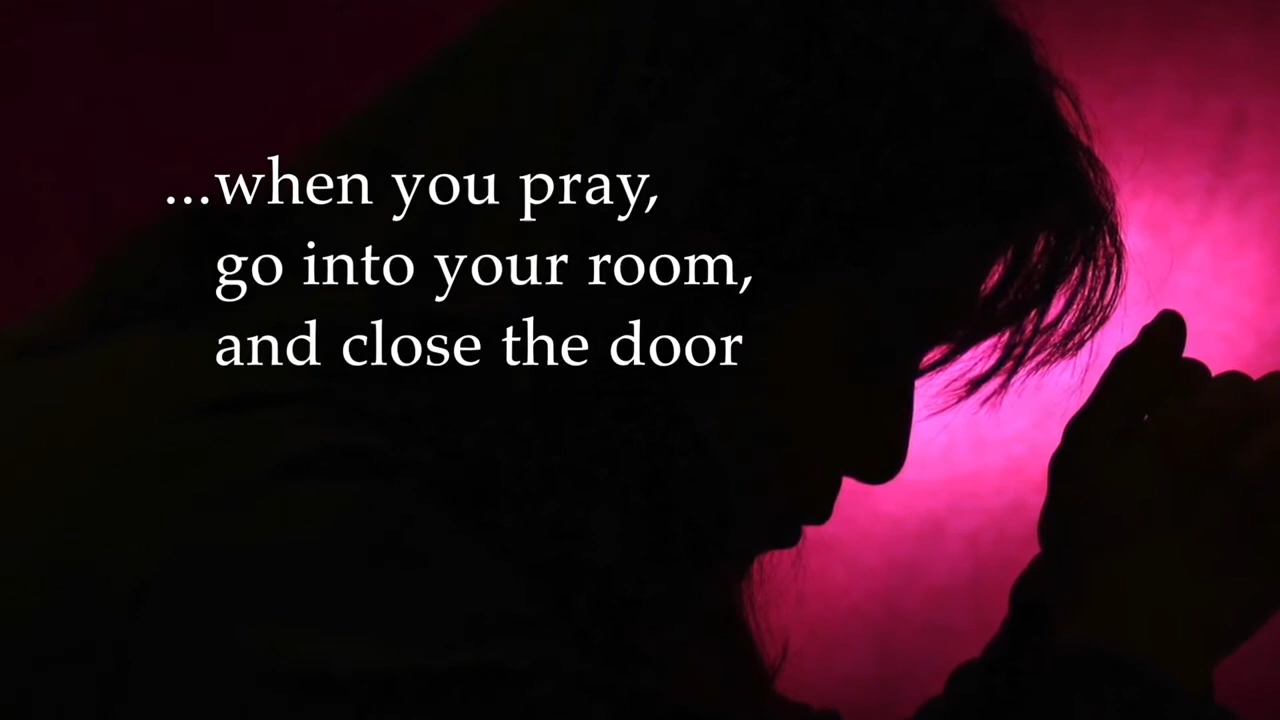 ...when you pray,
go into your room,
and close the door